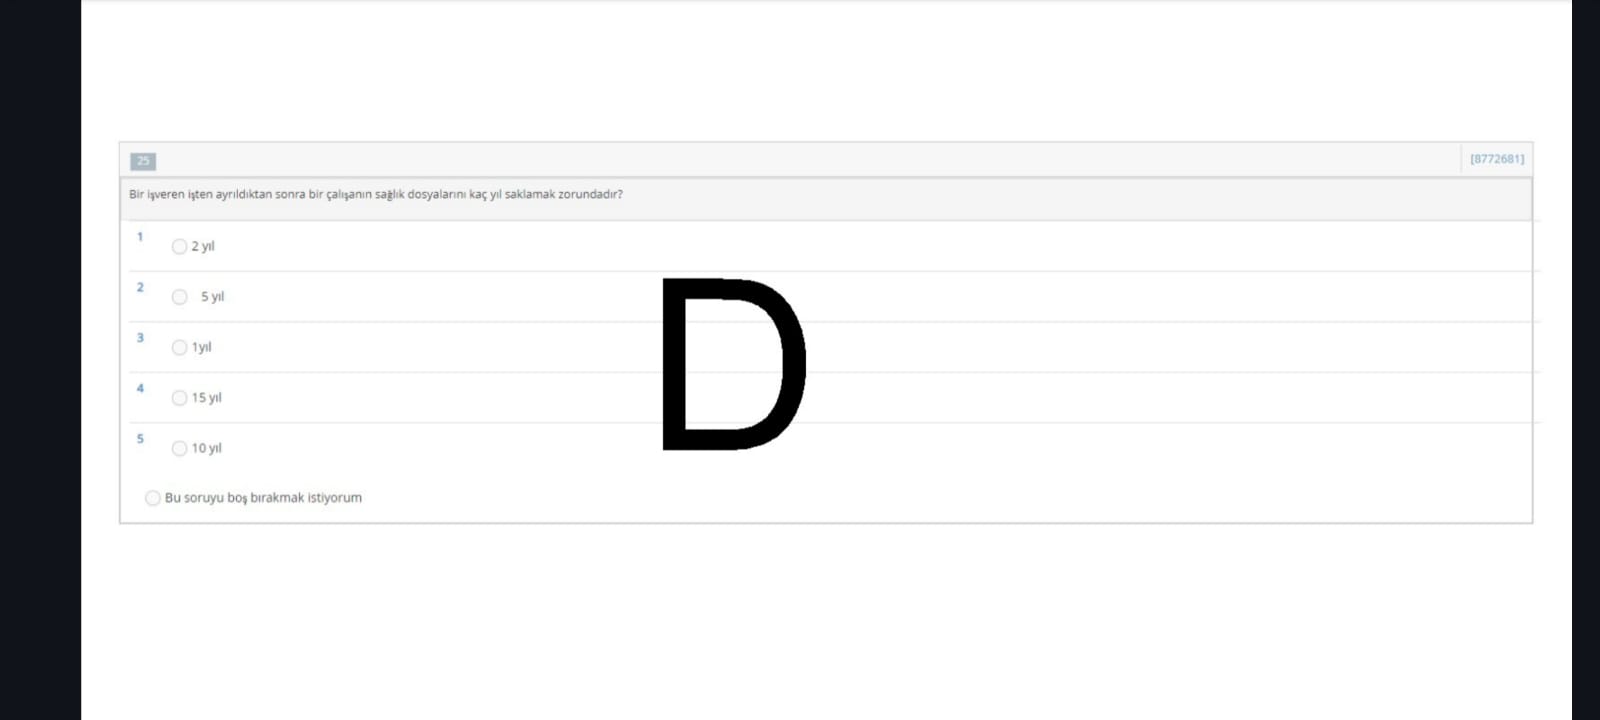 25
[8772681]
Bir işveren işten ayrıldıktan sonra bir çalışanın sağlık dosyalarını kaç yıl saklamak zorundadır?
1
2 yıl
2
5 yıl
3
1yıl
4
15 yıl
5
10 yıl
Bu soruyu boş bırakmak istiyorum
D